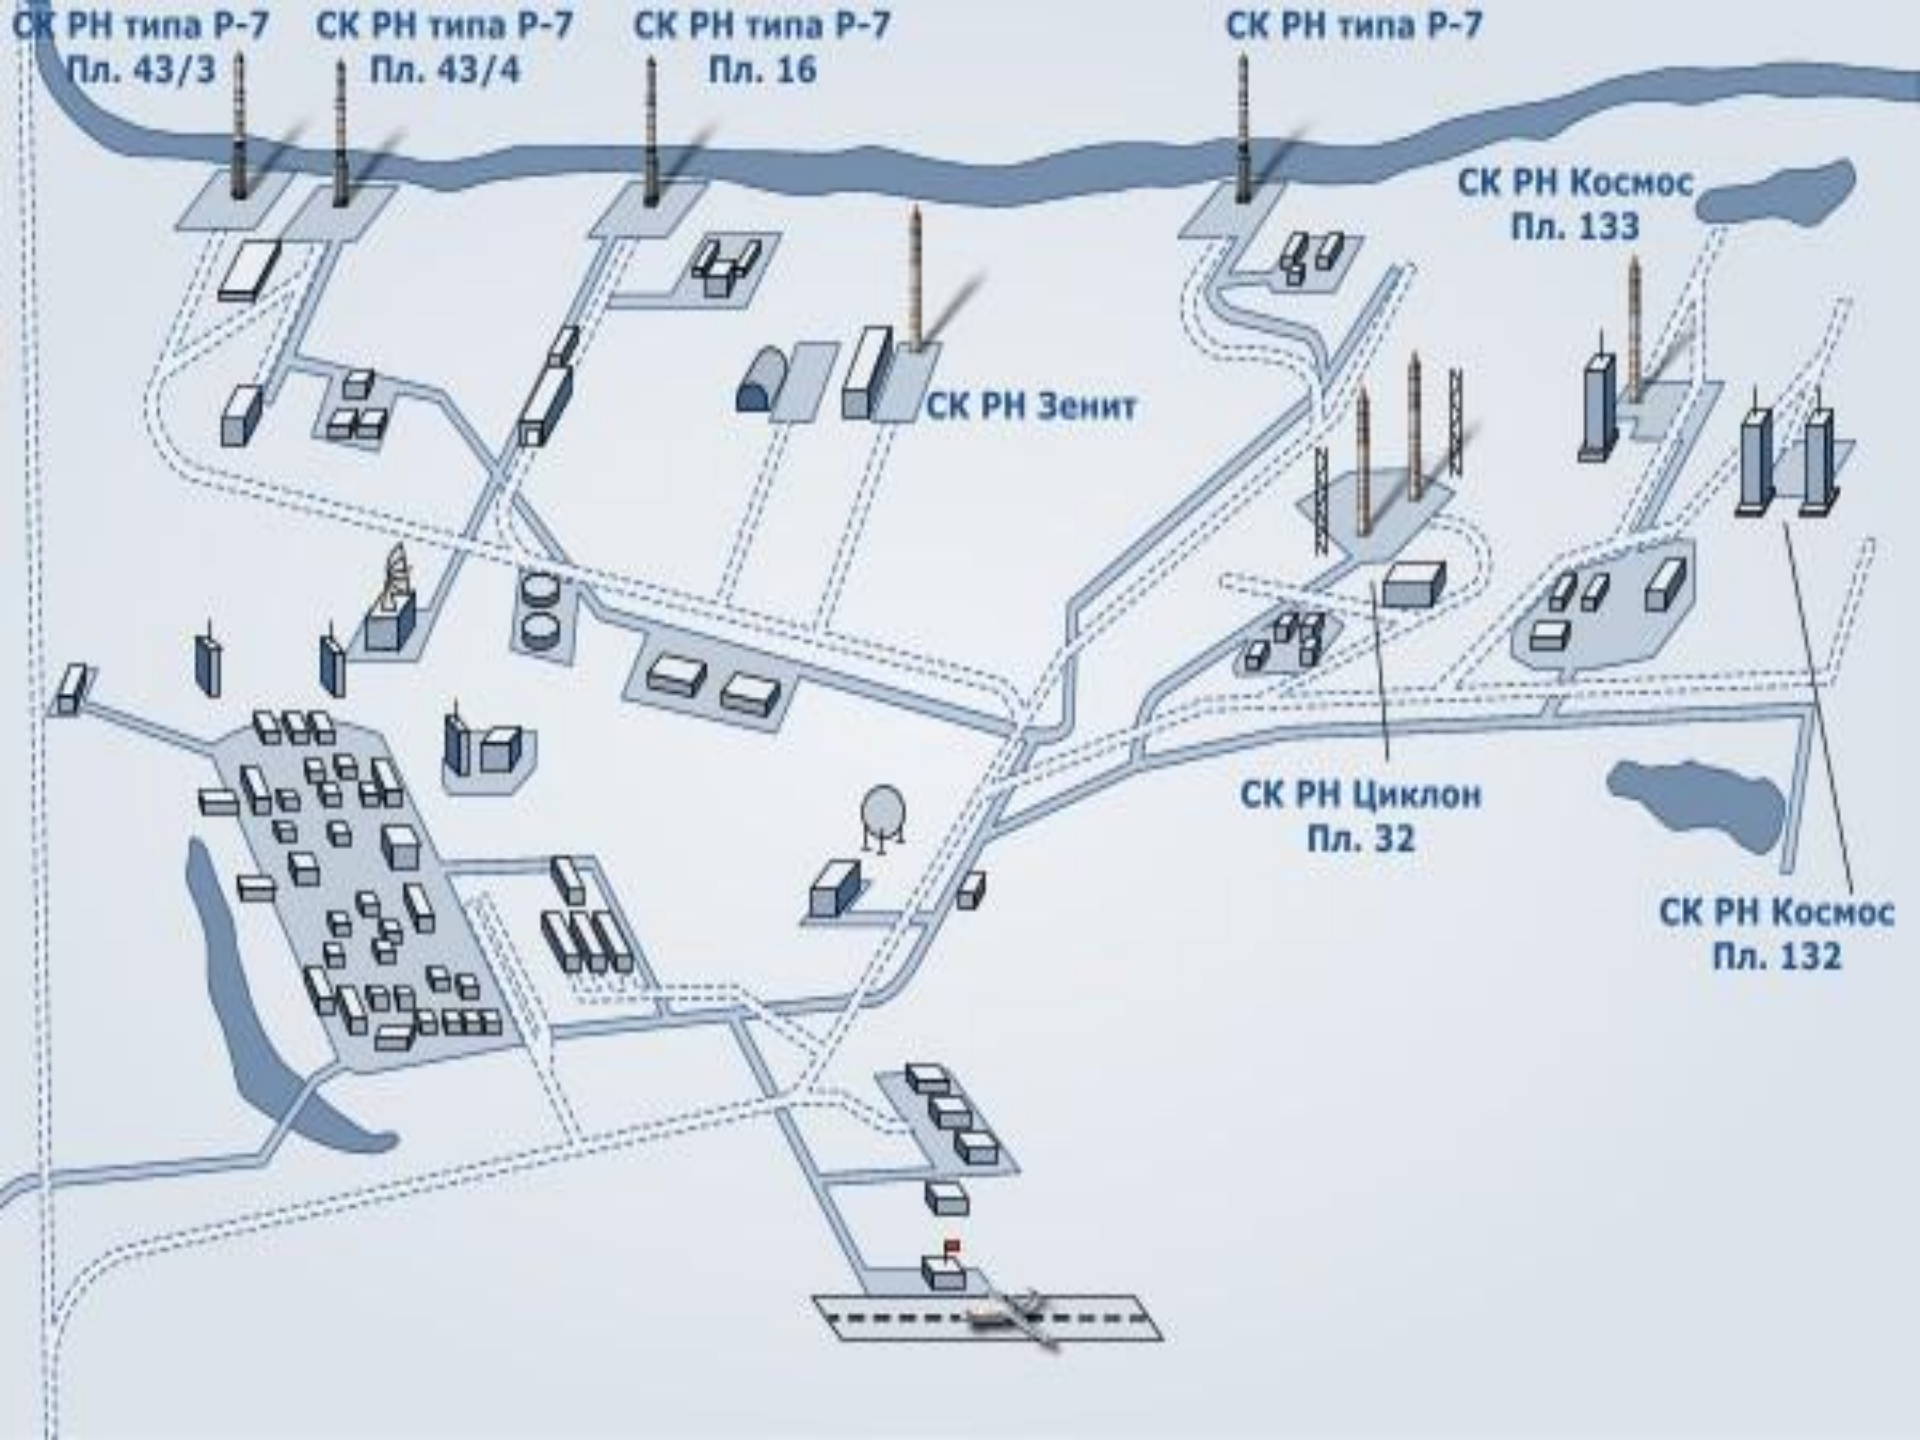 СК РН типа Р-7
Пл. 43/3
СК РН типа Р-7
Пл. 43/4
СК РН типа Р-7
Пл. 16
СК РН типа Р-7
СК РН Космос
Пл. 133
СК РН Зенит
СК РН Циклон
Пл. 32
СК РН Космос
Пл. 132